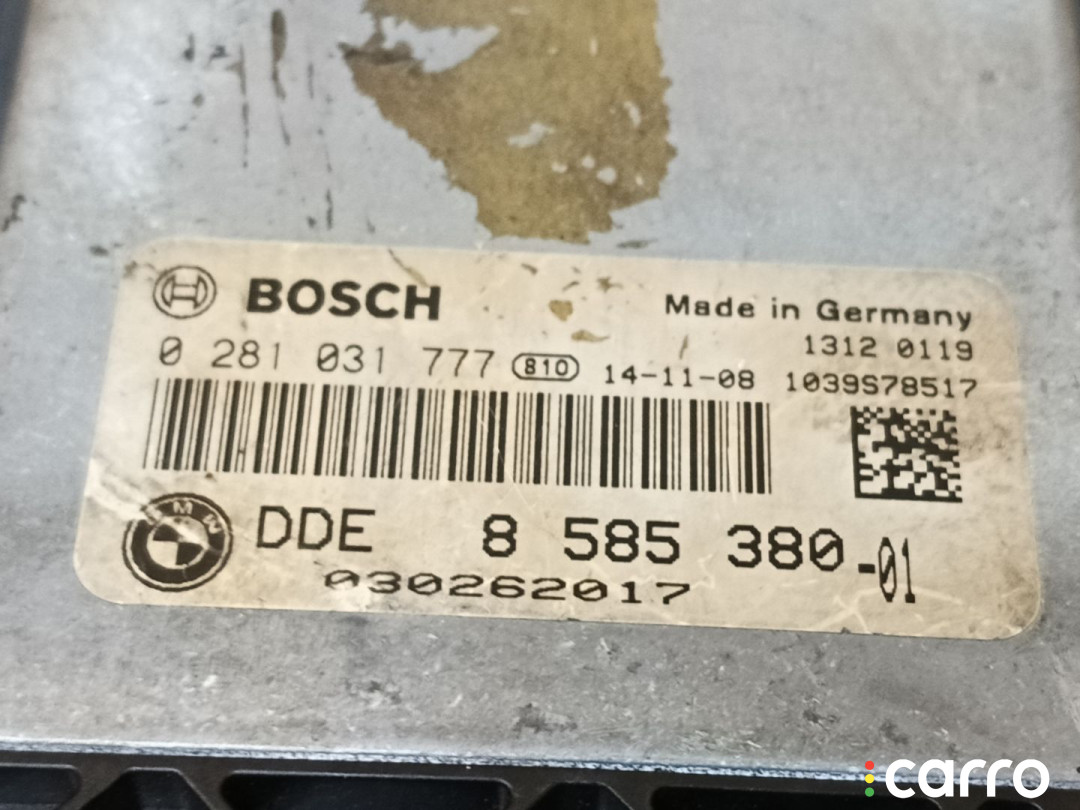 BOSCH
Made in Germany
0 281 031 777 810 14-11-08
1312 0119
1039S78517
BMW
DDE 8 585 380-01
030262017
carro